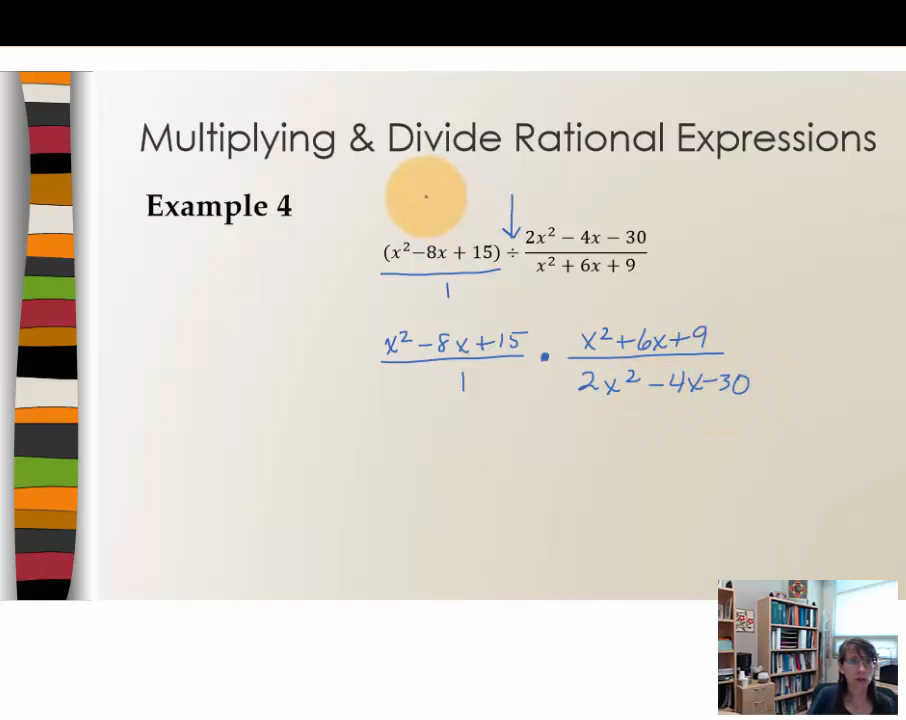 Multiplying & Divide Rational Expressions
Example 4
(x²−8x + 15) ÷ 2x² − 4x − 30
x² + 6x + 9
1
x² − 8x + 15 • x² + 6x + 9
1 2x² − 4x − 30